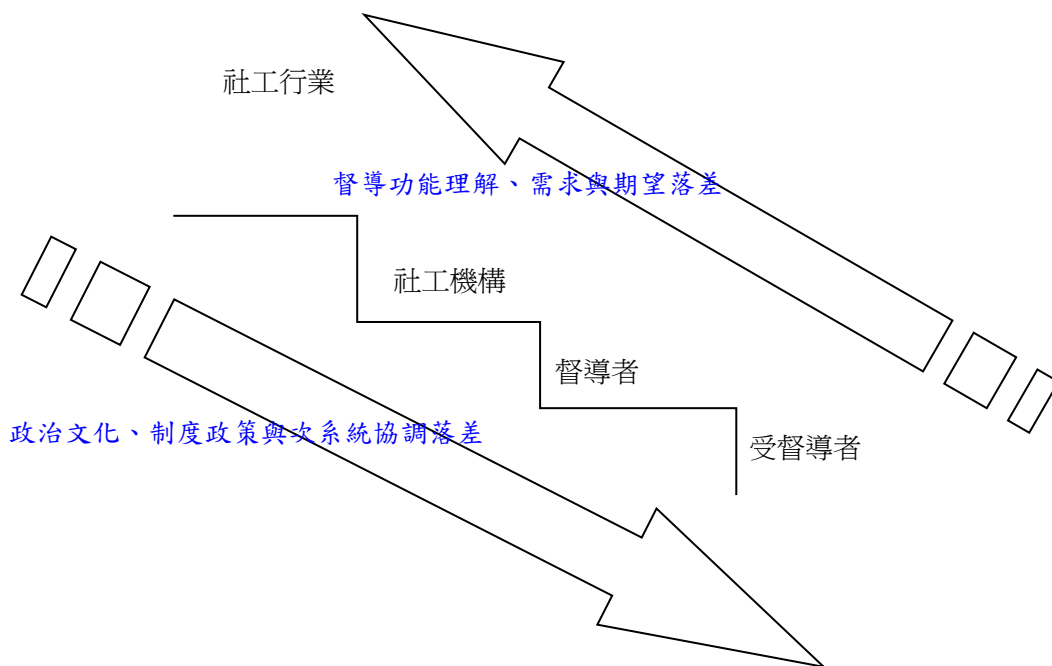 社工行業
督導功能理解、需求與期望落差
社工機構
督導者
政治文化、制度政策與次系統協調落差
受督導者